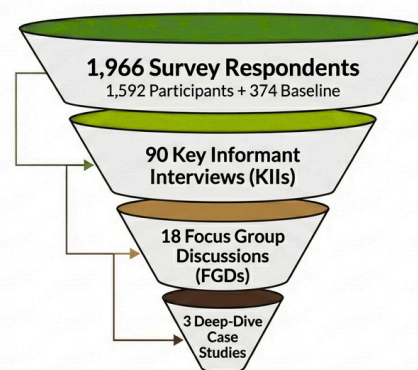 1,966 Survey Respondents
1,592 Participants + 374 Baseline
90 Key Informant
Interviews (KIIs)
18 Focus Group
Discussions
(FGDs)
3 Deep-Dive
Case
Studies